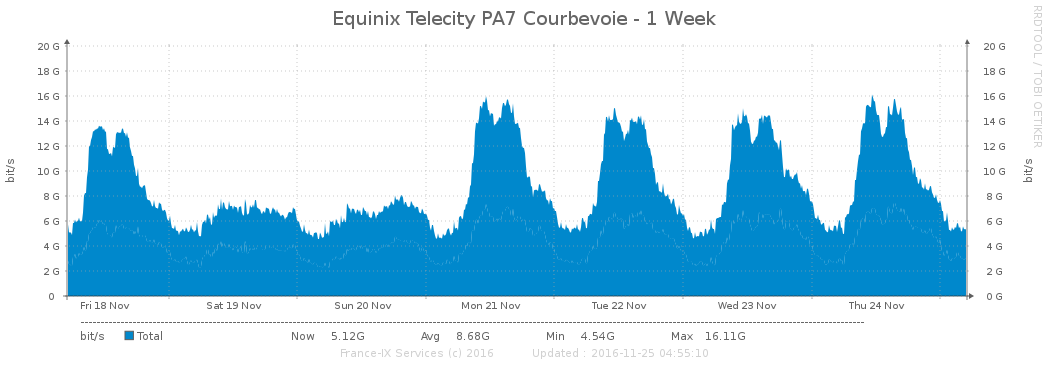 Equinix Telecity PA7 Courbevoie - 1 Week
RRDTOOL / TOBI OETIKER
bit/s
20 G 20 G
18 G 18 G
16 G 16 G
14 G 14 G
12 G 12 G
10 G 10 G
8 G 8 G
6 G 6 G
4 G 4 G
2 G 2 G
0 0 G
bit/s
Fri 18 Nov Sat 19 Nov Sun 20 Nov Mon 21 Nov Tue 22 Nov Wed 23 Nov Thu 24 Nov
bit/s Total Now 5.12G Avg 8.68G Min 4.54G Max 16.11G
France-IX Services (c) 2016 Updated : 2016-11-25 04:55:10